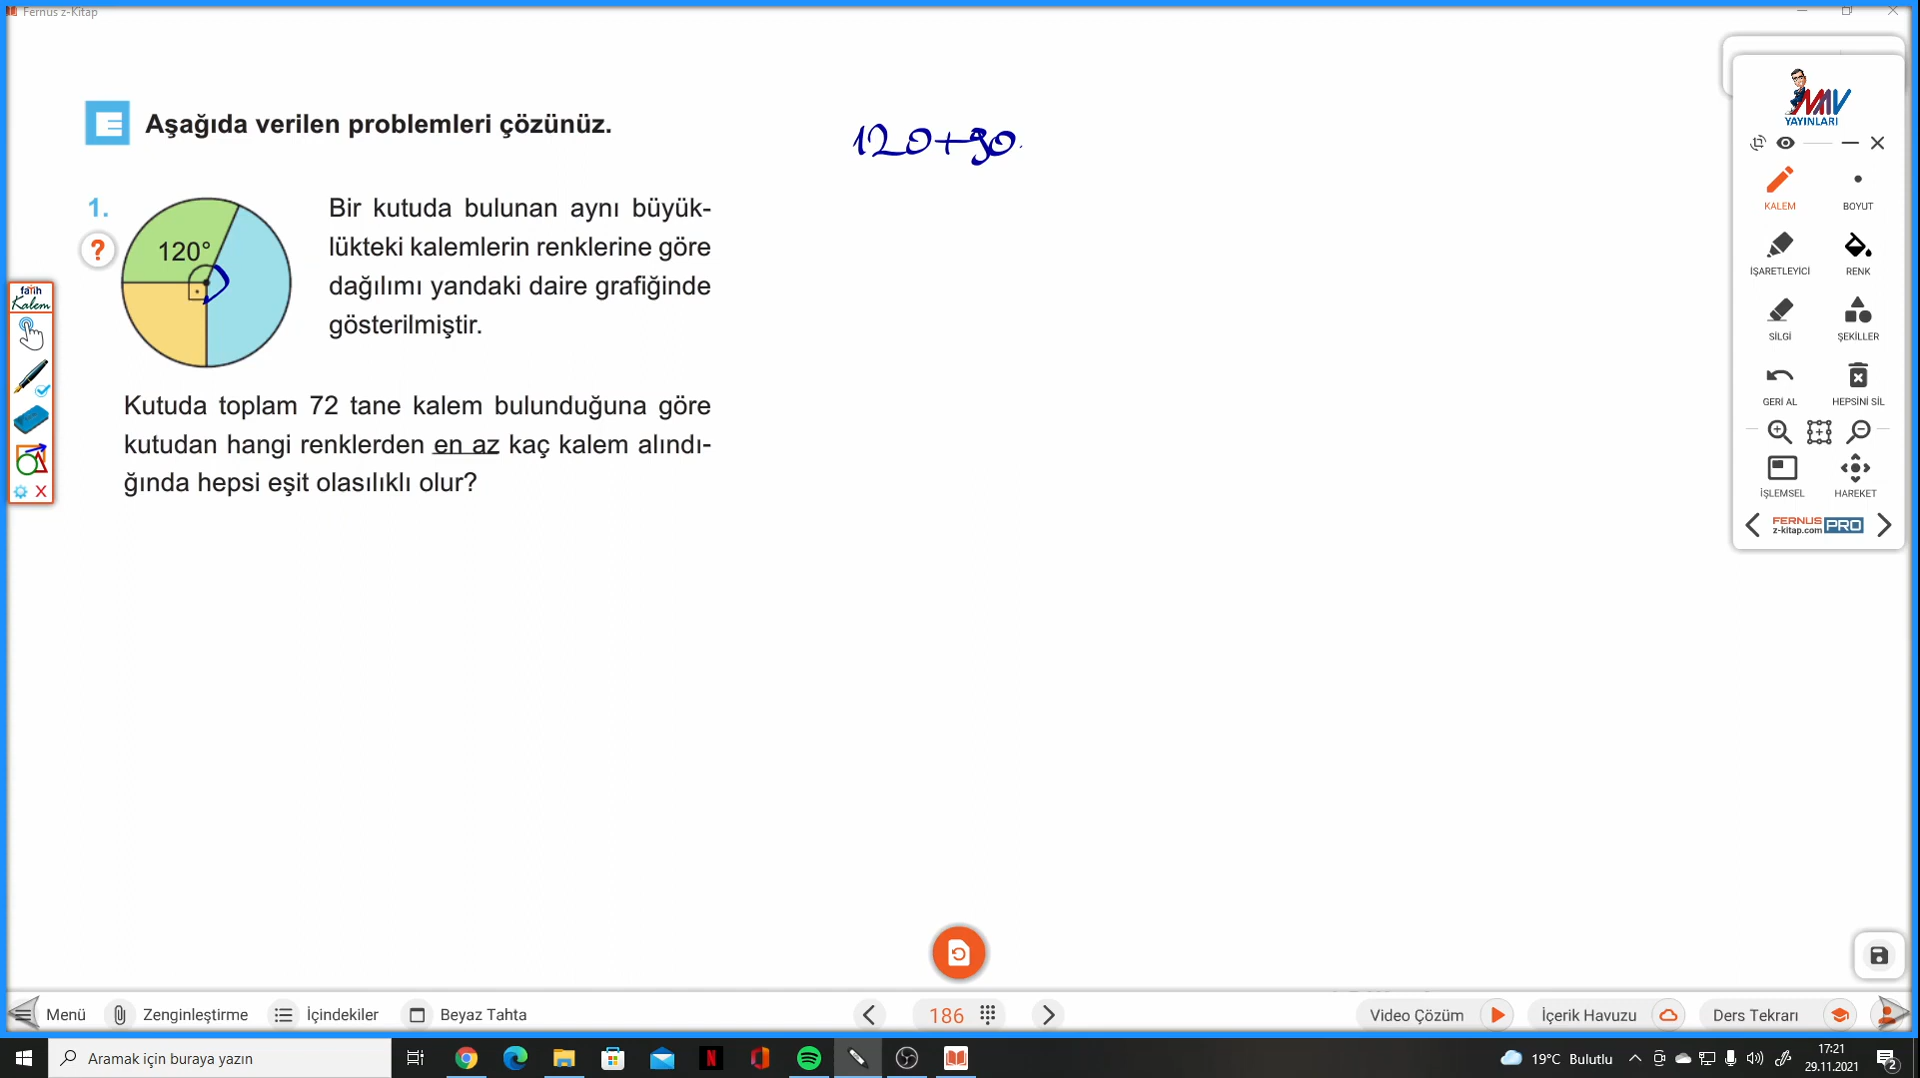 Fernus z-Kitap
E Aşağıda verilen problemleri çözünüz.
120+90
1.
120°
?
Bir kutuda bulunan aynı büyük-
lükteki kalemlerin renklerine göre
dağılımı yandaki daire grafiğinde
gösterilmiştir.
Kutuda toplam 72 tane kalem bulunduğuna göre
kutudan hangi renklerden en az kaç kalem alındı-
ğında hepsi eşit olasılıklı olur?
fatih
Kalem
X
MAV
YAYINLARI
KALEM
BOYUT
İŞARETLEYİCİ
RENK
SİLGİ
ŞEKİLLER
GERİ AL
HEPSİNİ SİL
İŞLEMSEL
HAREKET
FERNUS
z-kitap.com PRO
Menü
Zenginleştirme
İçindekiler
Beyaz Tahta
186
Video Çözüm
İçerik Havuzu
Ders Tekrarı
Aramak için buraya yazın
19°C Bulutlu
17:21
29.11.2021
2